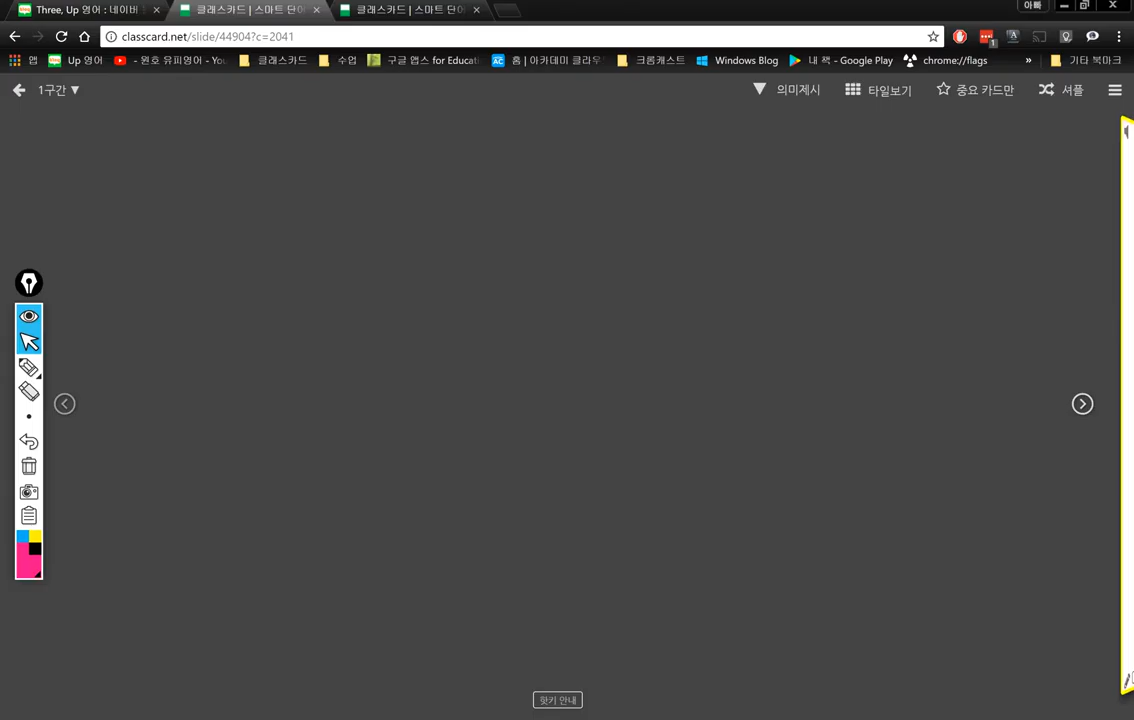 Three, Up 영어 : 네이버
클래스카드 | 스마트 단어
클래스카드 | 스마트 단어
아빠
classcard.net/slide/44904?c=2041
앱
Up 영어
- 원호 유피영어 - You
클래스카드
수업
구글 앱스 for Educati
홈 | 아카데미 클라우
크롬캐스트
Windows Blog
내 팩 - Google Play
chrome://flags
»
기타 북마크
1구간 ▼
▼ 의미제시
타일보기
중요 카드만
셔플
핫키 안내